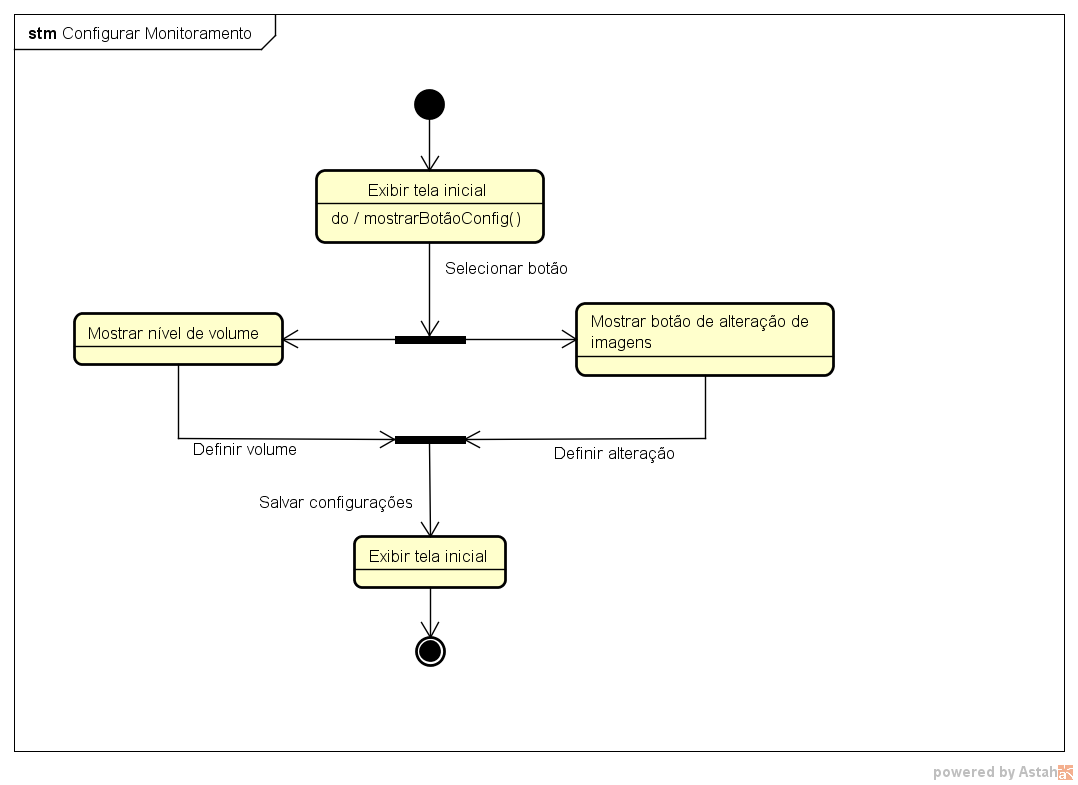 stm Configurar Monitoramento
Exibir tela inicial
do / mostrarBotãoConfig()
Selecionar botão
Mostrar nível de volume
Mostrar botão de alteração de
imagens
Definir volume
Definir alteração
Salvar configurações
Exibir tela inicial
powered by Astah